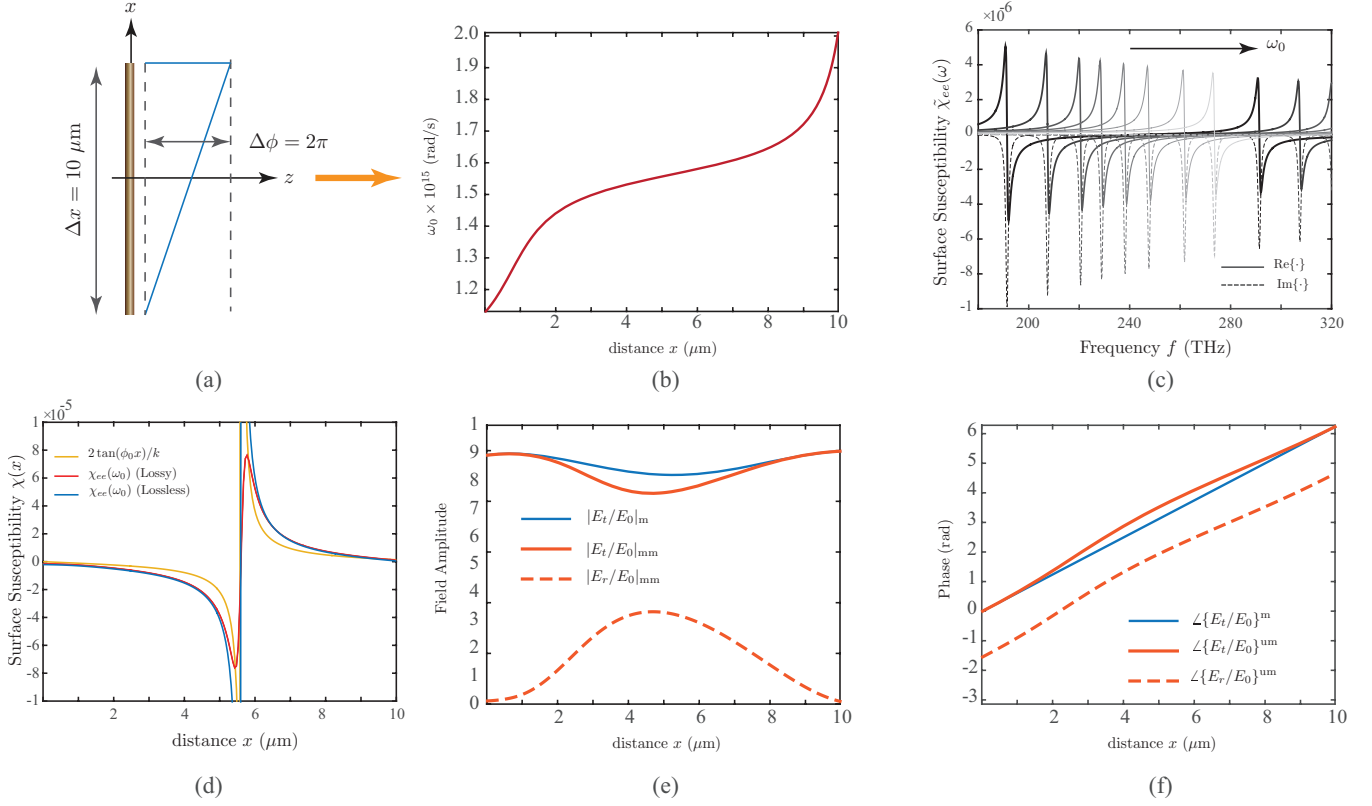 x
Δx = 10 μm
Δϕ = 2π
z
(a)
2.0
1.9
1.8
1.7
1.6
1.5
1.4
1.3
1.2
ω₀ × 10¹⁵ (rad/s)
2 4 6 8 10
distance x (μm)
(b)
×10⁻⁶
6
4
2
0
-2
-4
-6
-8
-1
Surface Susceptibility χ̃ₑₑ(ω)
ω₀
Re{·}
Im{·}
200 240 280 320
Frequency f (THz)
(c)
×10⁻⁵
1
8
6
4
2
0
-2
-4
-6
-8
-1
Surface Susceptibility χ(x)
2 tan(ϕ₀x)/k
χₑₑ(ω₀) (Lossy)
χₑₑ(ω₀) (Lossless)
2 4 6 8 10
distance x (μm)
(d)
1
9
8
7
6
5
4
3
2
1
0
Field Amplitude
|Eₜ/E₀|ₘ
|Eₜ/E₀|ₘₘ
|Eᵣ/E₀|ₘₘ
0 2 4 6 8 10
distance x (μm)
(e)
6
5
4
3
2
1
0
-1
-2
-3
Phase (rad)
∠{Eₜ/E₀}ᵐ
∠{Eₜ/E₀}ᵘᵐ
∠{Eᵣ/E₀}ᵘᵐ
2 4 6 8 10
distance x (μm)
(f)